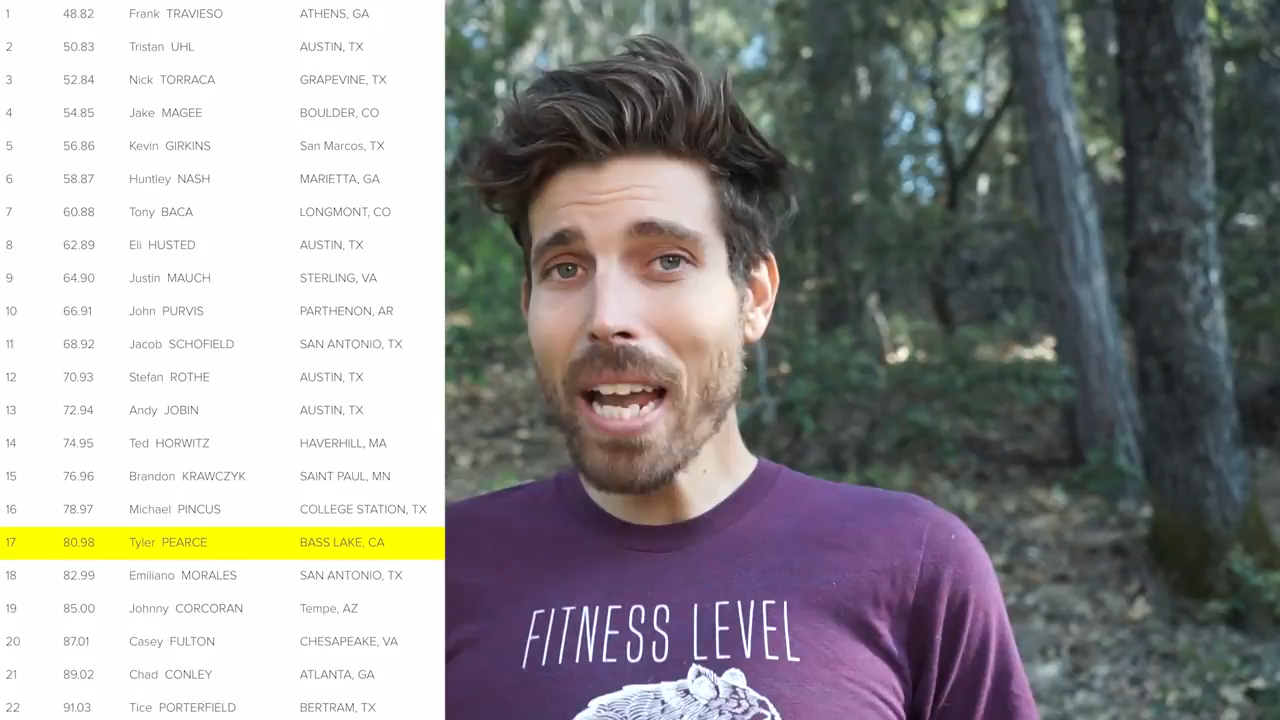 1 48.82 Frank TRAVIESO ATHENS, GA
2 50.83 Tristan UHL AUSTIN, TX
3 52.84 Nick TORRACA GRAPEVINE, TX
4 54.85 Jake MAGEE BOULDER, CO
5 56.86 Kevin GIRKINS San Marcos, TX
6 58.87 Huntley NASH MARIETTA, GA
7 60.88 Tony BACA LONGMONT, CO
8 62.89 Eli HUSTED AUSTIN, TX
9 64.90 Justin MAUCH STERLING, VA
10 66.91 John PURVIS PARTHENON, AR
11 68.92 Jacob SCHOFIELD SAN ANTONIO, TX
12 70.93 Stefan ROTHE AUSTIN, TX
13 72.94 Andy JOBIN AUSTIN, TX
14 74.95 Ted HORWITZ HAVERHILL, MA
15 76.96 Brandon KRAWCZYK SAINT PAUL, MN
16 78.97 Michael PINCUS COLLEGE STATION, TX
17 80.98 Tyler PEARCE BASS LAKE, CA
18 82.99 Emiliano MORALES SAN ANTONIO, TX
19 85.00 Johnny CORCORAN Tempe, AZ
20 87.01 Casey FULTON CHESAPEAKE, VA
21 89.02 Chad CONLEY ATLANTA, GA
22 91.03 Tice PORTERFELD BERTRAM, TX
FITNESS LEVEL